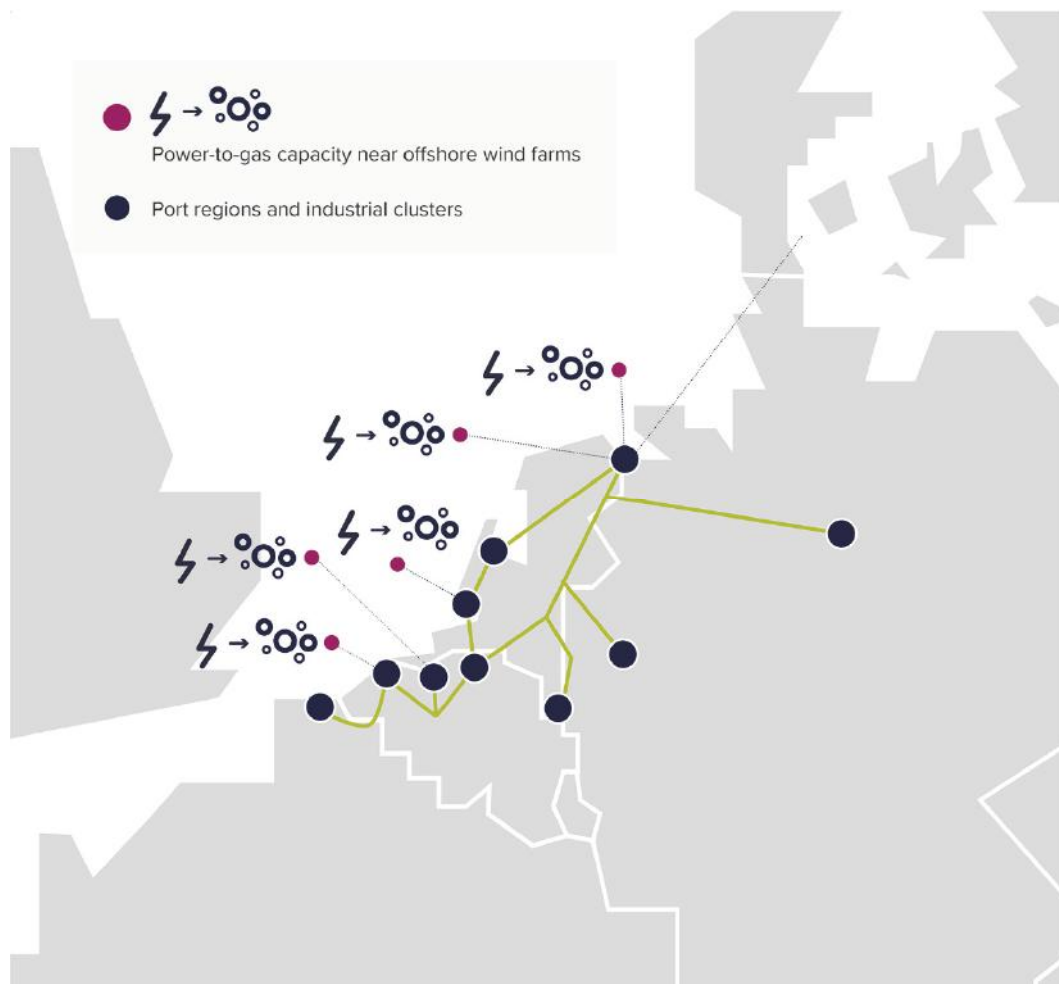 Power-to-gas capacity near offshore wind farms
Port regions and industrial clusters